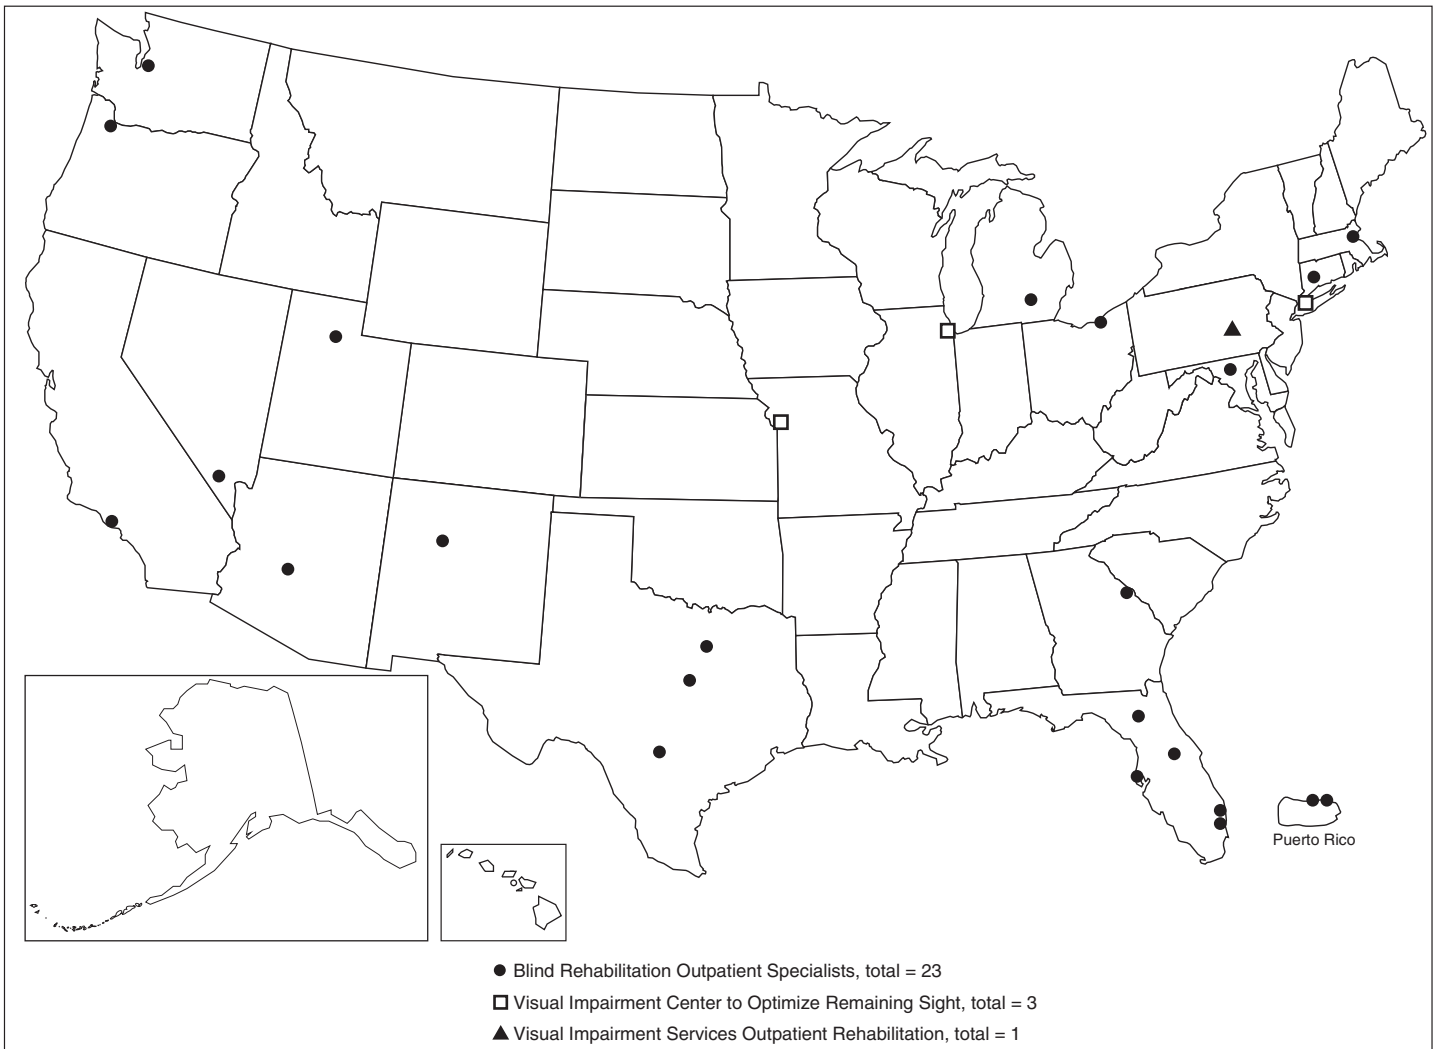 Puerto Rico
Blind Rehabilitation Outpatient Specialists, total = 23
Visual Impairment Center to Optimize Remaining Sight, total = 3
Visual Impairment Services Outpatient Rehabilitation, total = 1